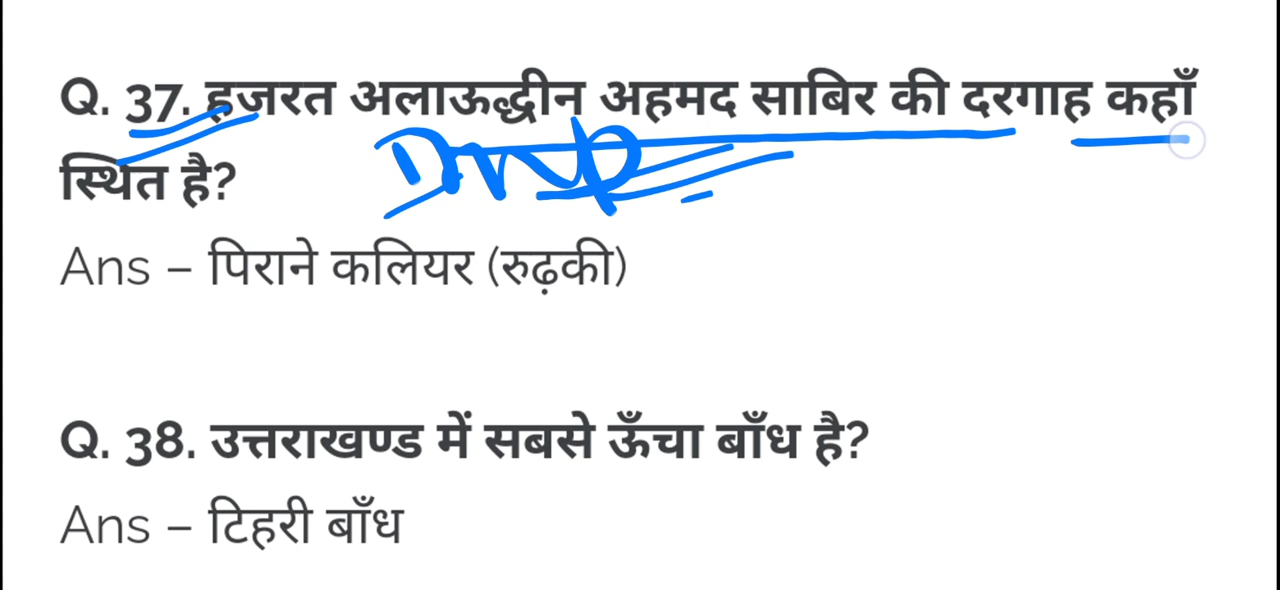 Q. 37. हजरत अलाऊद्धीन अहमद साबिर की दरगाह कहाँ
स्थित है?
Ans – पिराने कलियर (रुढ़की)
Q. 38. उत्तराखण्ड में सबसे ऊँचा बाँध है?
Ans – टिहरी बाँध